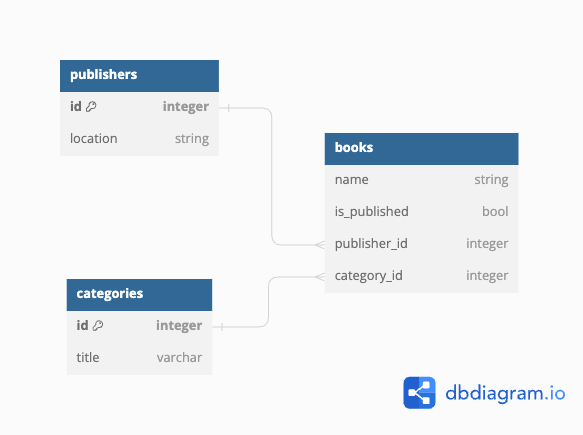 publishers
id integer
location string
books
name string
is_published bool
publisher_id integer
category_id integer
categories
id integer
title varchar
dbdiagram.io